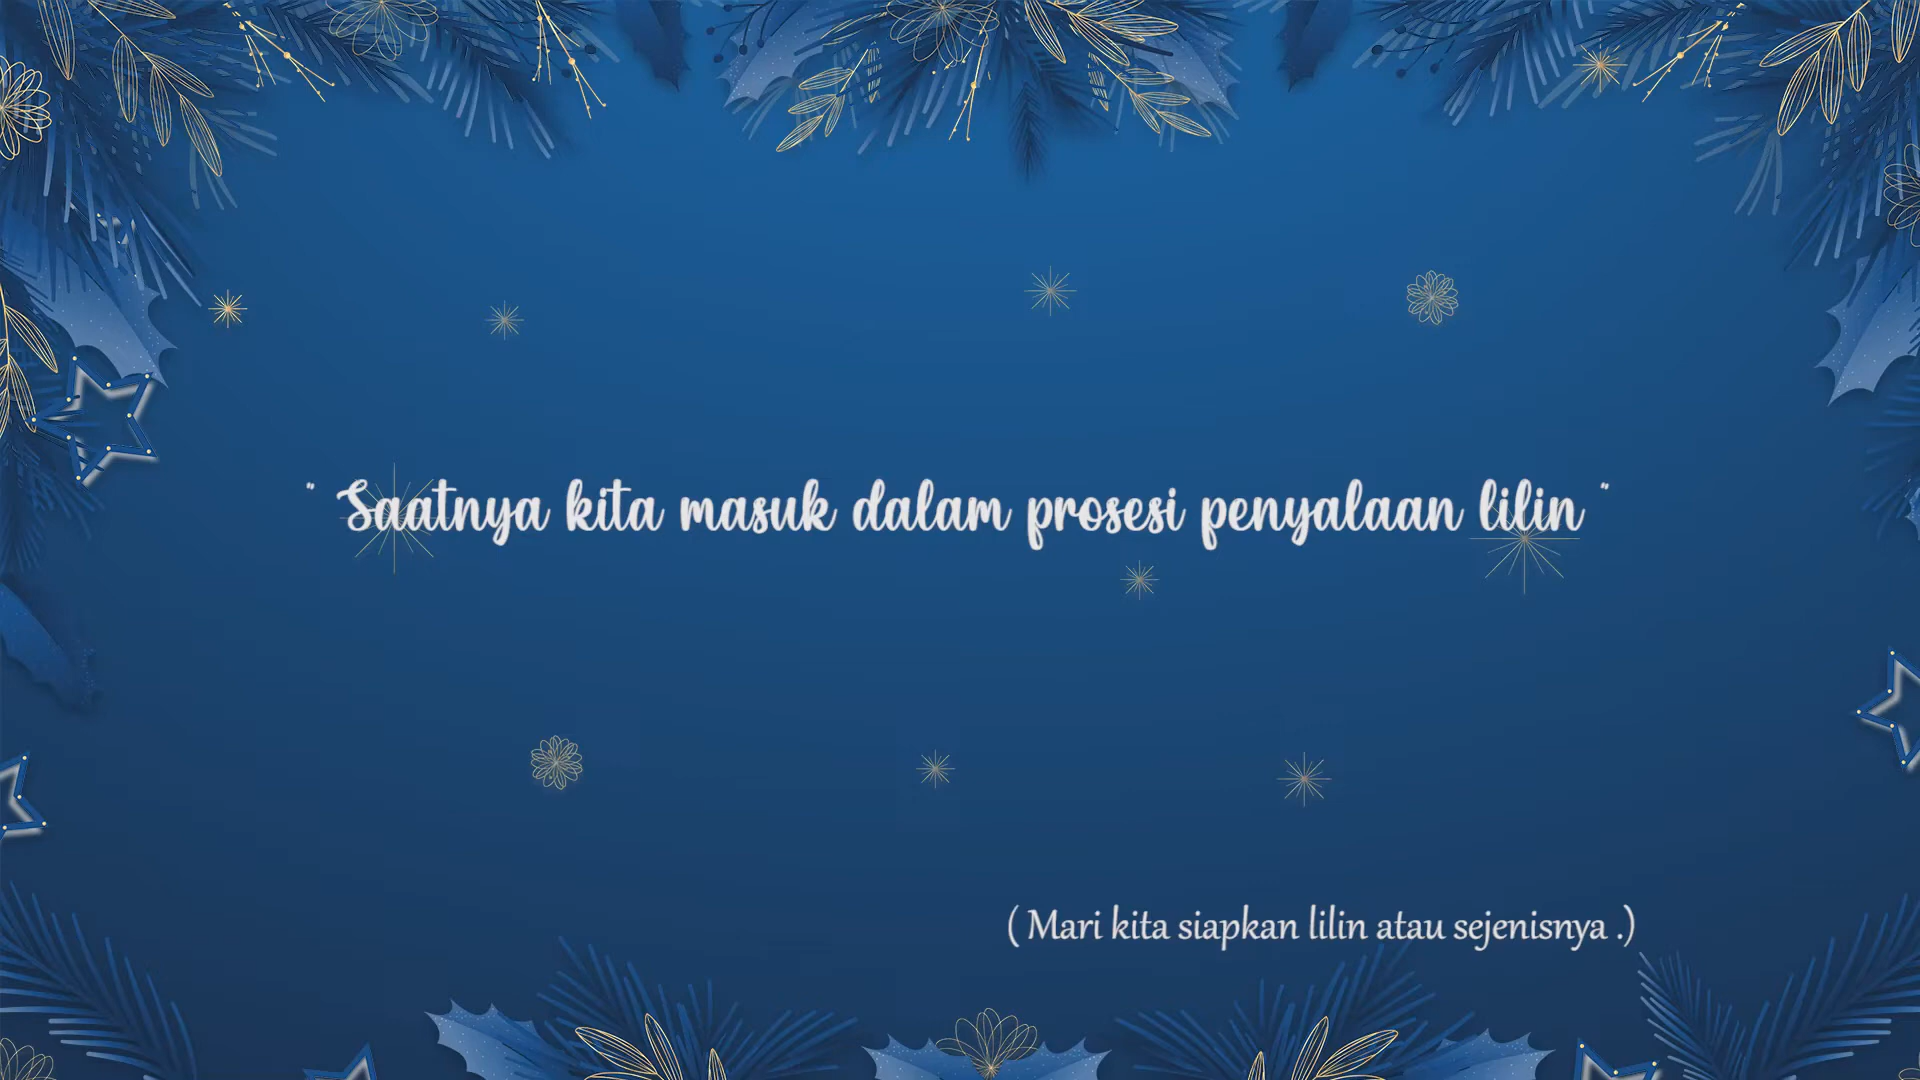 " Saatnya kita masuk dalam prosesi penyalaan lilin "
( Mari kita siapkan lilin atau sejenisnya .)